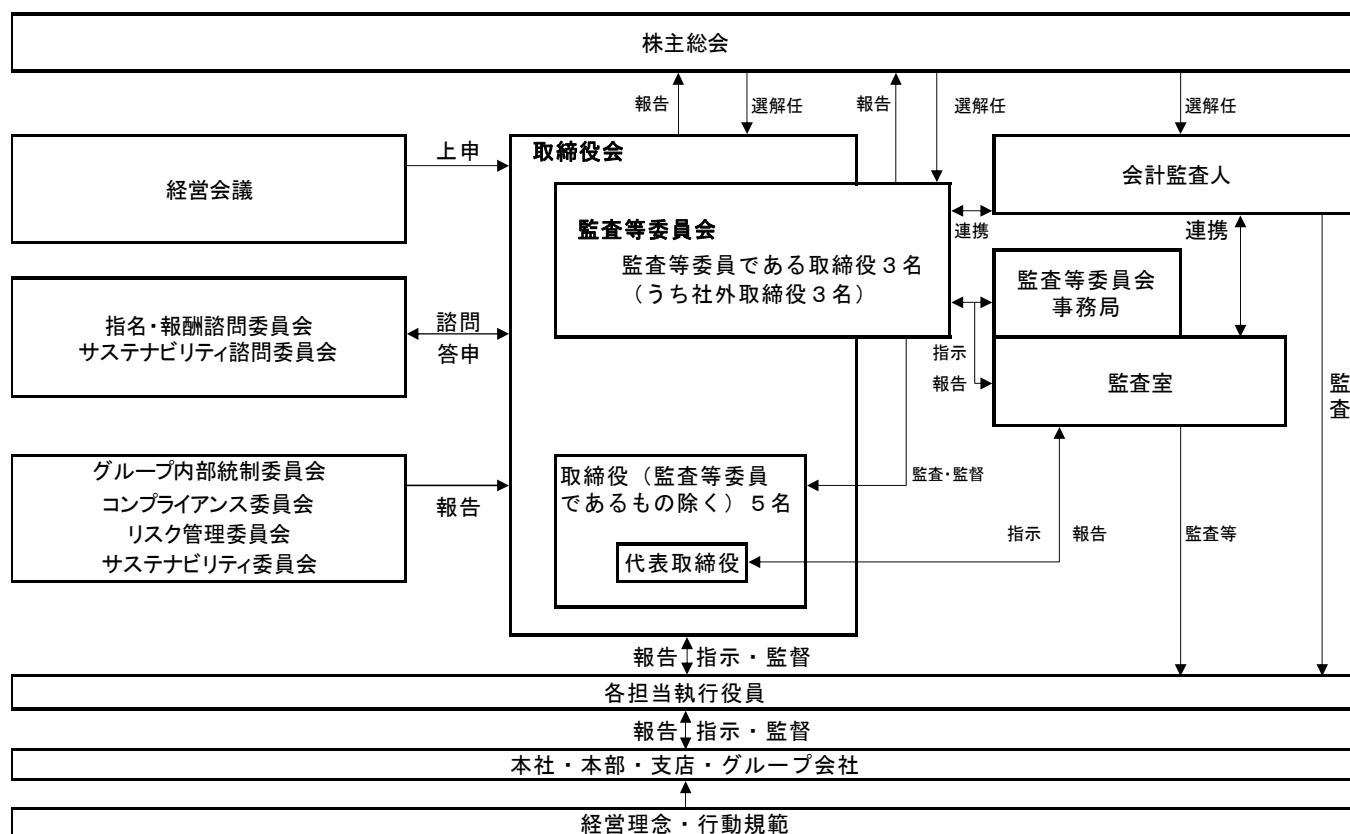 株主総会
報告
選解任
報告
選解任
選解任
経営会議
上申
取締役会
監査等委員会
監査等委員である取締役3名
（うち社外取締役3名）
連携
会計監査人
連携
監査等委員会
事務局
指示
報告
監査室
監査
指名・報酬諮問委員会
サステナビリティ諮問委員会
諮問
答申
グループ内部統制委員会
コンプライアンス委員会
リスク管理委員会
サステナビリティ委員会
報告
取締役（監査等委員
であるもの除く）5名
代表取締役
監査・監督
指示
報告
監査等
報告
指示・監督
各担当執行役員
報告
指示・監督
本社・本部・支店・グループ会社
経営理念・行動規範